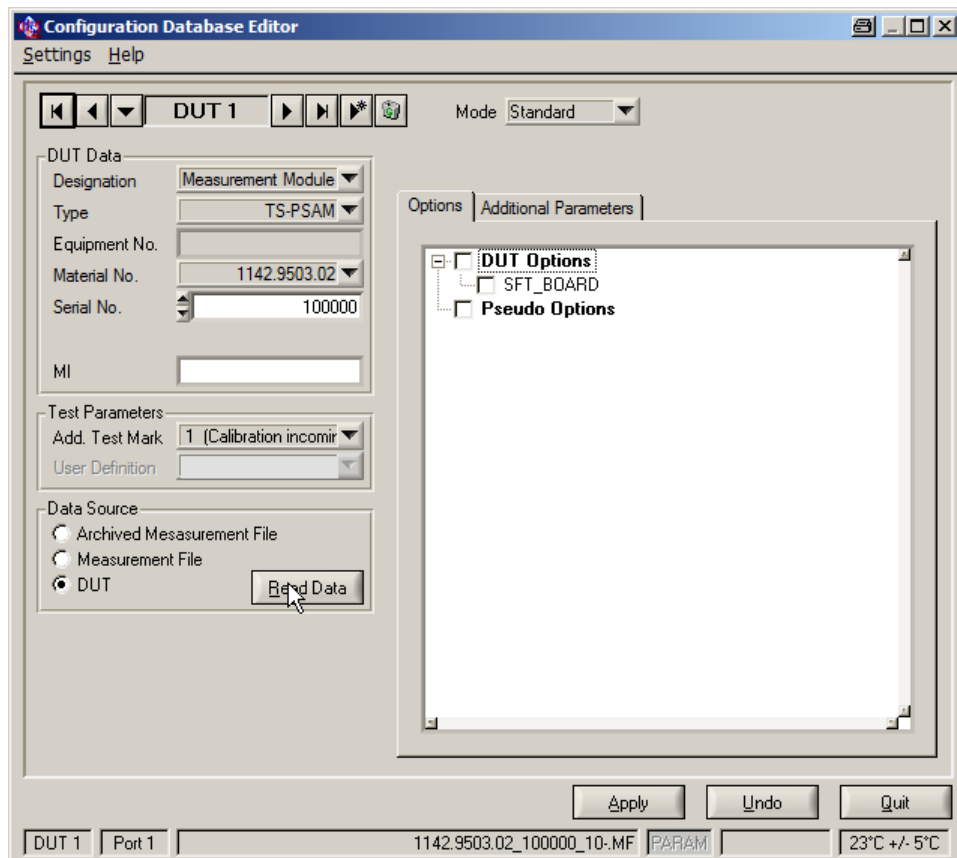 Configuration Database Editor
Settings Help
DUT 1
Mode Standard
DUT Data
Designation Measurement Module
Type TS-PSAM
Equipment No.
Material No. 1142.9503.02
Serial No. 100000
MI
Test Parameters
Add. Test Mark 1 (Calibration incomir
User Definition
Data Source
Archived Mesasurement File
Measurement File
DUT
Read Data
Options Additional Parameters
DUT Options
SFT_BOARD
Pseudo Options
Apply Undo Quit
DUT 1 Port 1 1142.9503.02_100000_10-.MF PARAM 23°C +/- 5°C